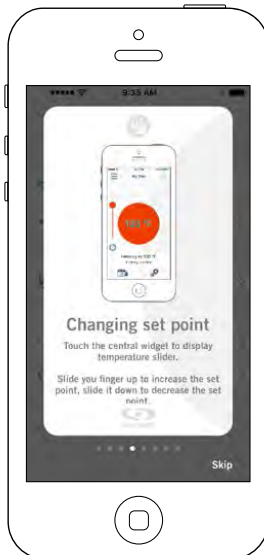 9:35 AM
Changing set point
Touch the central widget to display
temperature slider.
Slide you finger up to increase the set
point, slide it down to decrease the set
point.
Skip